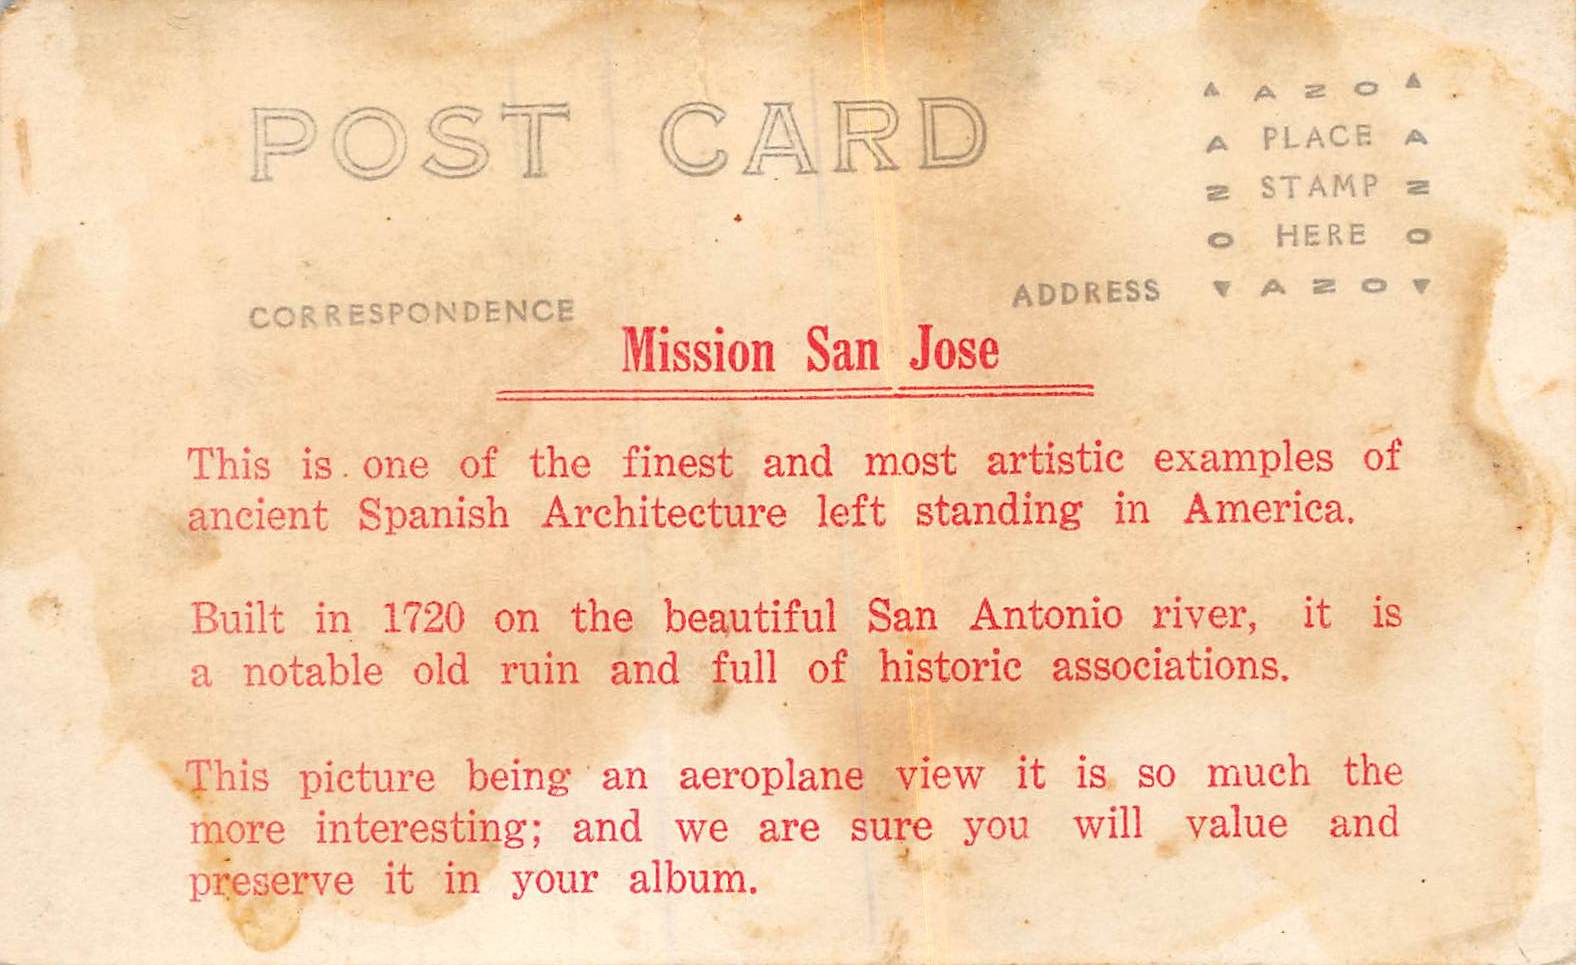 POST CARD
▲ A Z O ▲
A PLACE A
Z STAMP Z
O HERE O
▼ A Z O ▼
CORRESPONDENCE
ADDRESS
Mission San Jose
This is one of the finest and most artistic examples of
ancient Spanish Architecture left standing in America.
Built in 1720 on the beautiful San Antonio river, it is
a notable old ruin and full of historic associations.
This picture being an aeroplane view it is so much the
more interesting; and we are sure you will value and
preserve it in your album.